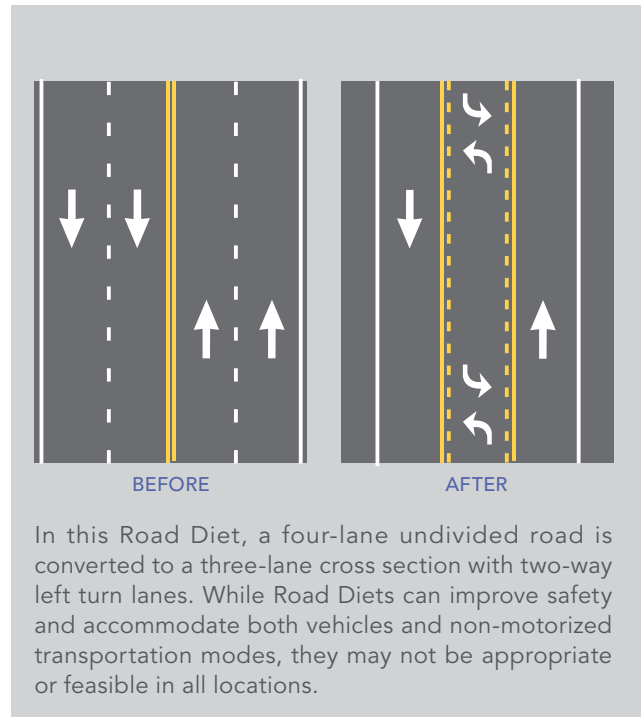 BEFORE
AFTER
In this Road Diet, a four-lane undivided road is
converted to a three-lane cross section with two-way
left turn lanes. While Road Diets can improve safety
and accommodate both vehicles and non-motorized
transportation modes, they may not be appropriate
or feasible in all locations.